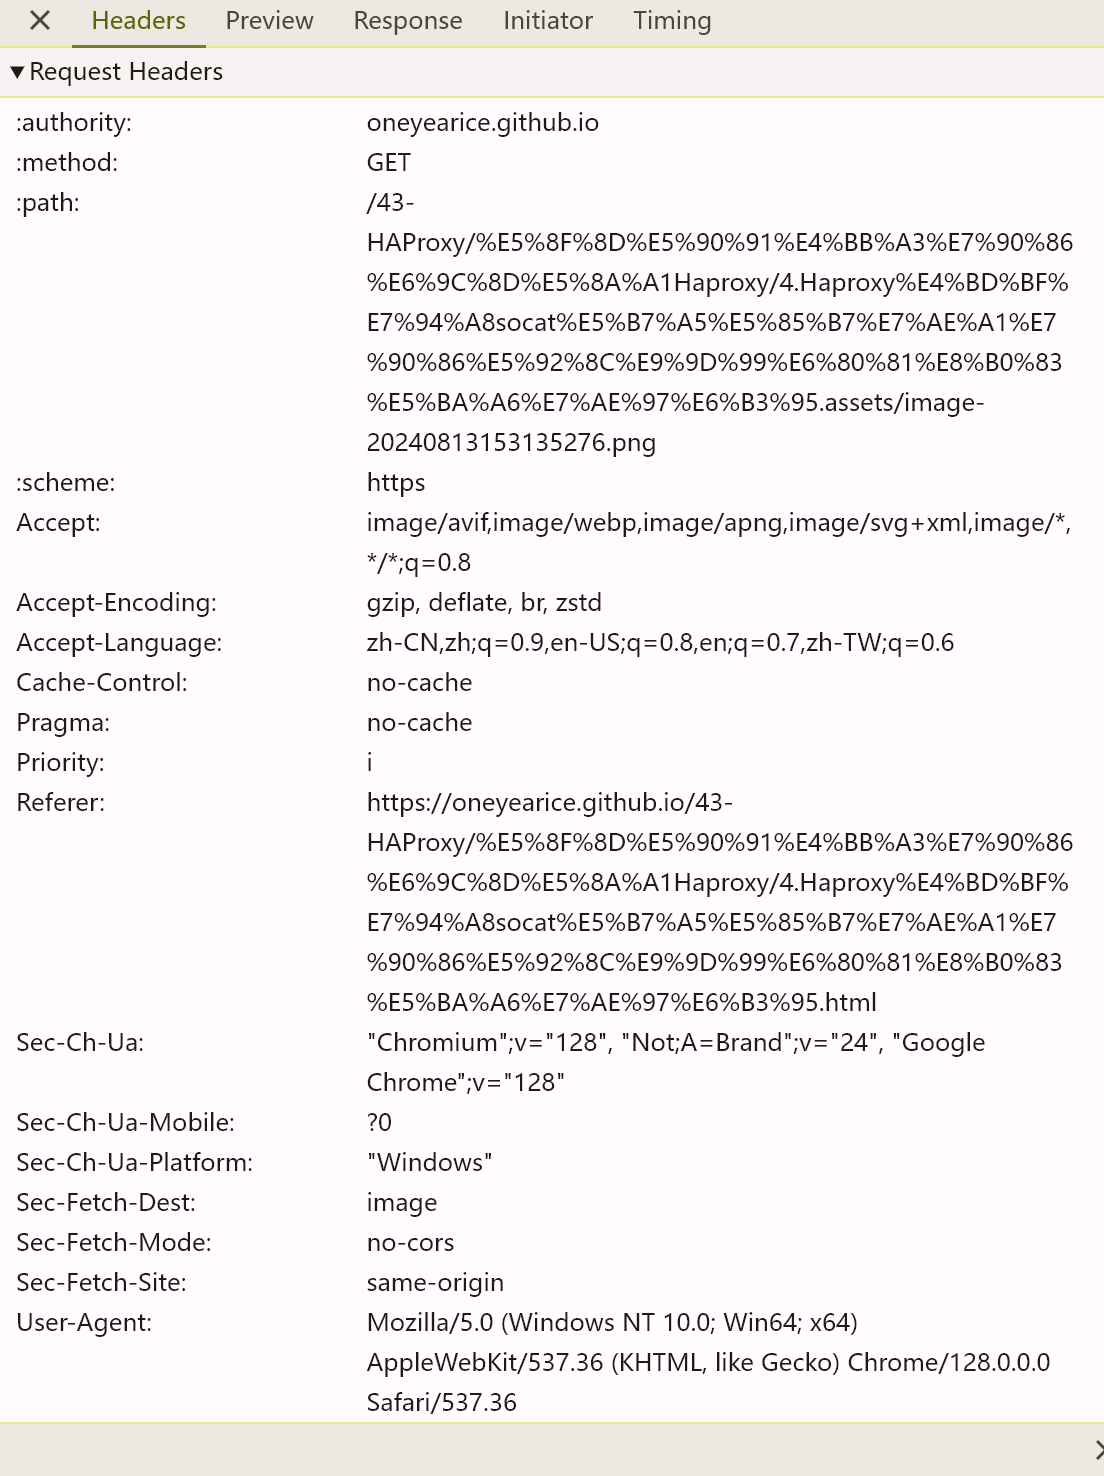 Headers Preview Response Initiator Timing
▼Request Headers
:authority: oneyearice.github.io
:method: GET
:path: /43-
HAProxy/%E5%8F%8D%E5%90%91%E4%BB%A3%E7%90%86
%E6%9C%8D%E5%8A%A1Haproxy/4.Haproxy%E4%BD%BF%
E7%94%A8socat%E5%B7%A5%E5%85%B7%E7%AE%A1%E7
%90%86%E5%92%8C%E9%9D%99%E6%80%81%E8%B0%83
%E5%BA%A6%E7%AE%97%E6%B3%95.assets/image-
20240813153135276.png
:scheme: https
Accept: image/avif,image/webp,image/apng,image/svg+xml,image/*,
*/*;q=0.8
Accept-Encoding: gzip, deflate, br, zstd
Accept-Language: zh-CN,zh;q=0.9,en-US;q=0.8,en;q=0.7,zh-TW;q=0.6
Cache-Control: no-cache
Pragma: no-cache
Priority: i
Referer: https://oneyearice.github.io/43-
HAProxy/%E5%8F%8D%E5%90%91%E4%BB%A3%E7%90%86
%E6%9C%8D%E5%8A%A1Haproxy/4.Haproxy%E4%BD%BF%
E7%94%A8socat%E5%B7%A5%E5%85%B7%E7%AE%A1%E7
%90%86%E5%92%8C%E9%9D%99%E6%80%81%E8%B0%83
%E5%BA%A6%E7%AE%97%E6%B3%95.html
Sec-Ch-Ua: "Chromium";v="128", "Not;A=Brand";v="24", "Google
Chrome";v="128"
Sec-Ch-Ua-Mobile: ?0
Sec-Ch-Ua-Platform: "Windows"
Sec-Fetch-Dest: image
Sec-Fetch-Mode: no-cors
Sec-Fetch-Site: same-origin
User-Agent: Mozilla/5.0 (Windows NT 10.0; Win64; x64)
AppleWebKit/537.36 (KHTML, like Gecko) Chrome/128.0.0.0
Safari/537.36